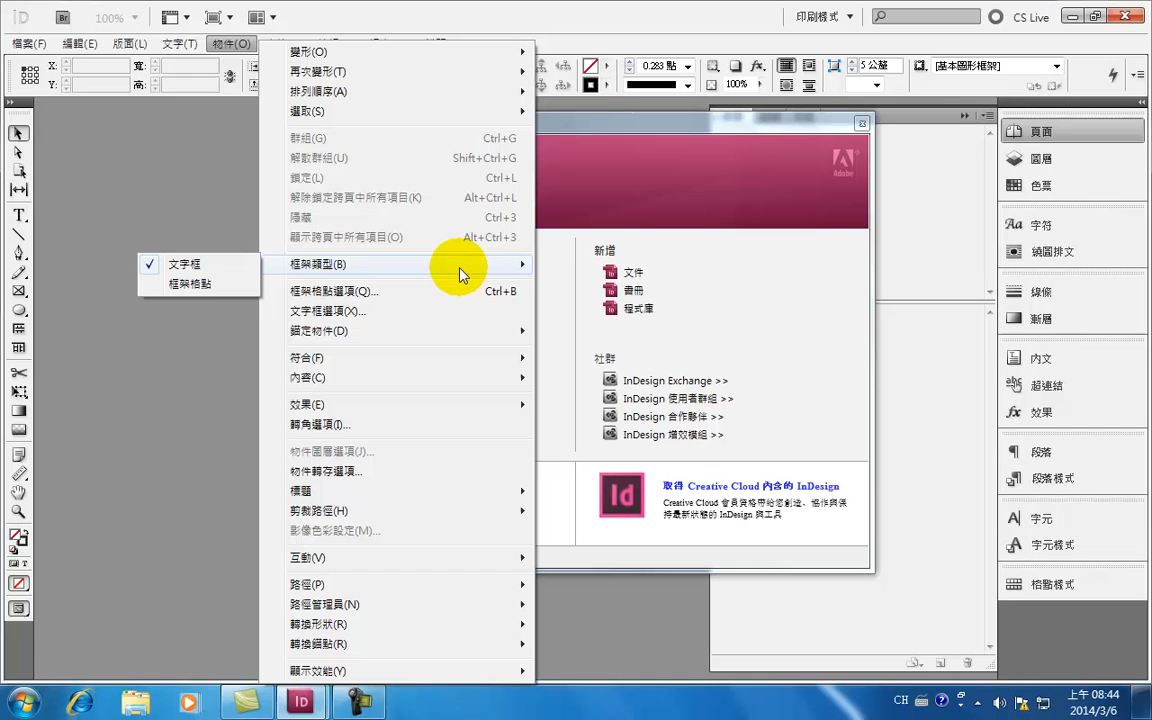 ID
Br
100%
印刷樣式
CS Live
檔案(F)
編輯(E)
版面(L)
文字(T)
物件(O)
X:
寬:
Y:
高:
0.283 點
100%
fx.
5 公釐
[基本圖形框架]
變形(O)
再次變形(T)
排列順序(A)
選取(S)
群組(G) Ctrl+G
解散群組(U) Shift+Ctrl+G
鎖定(L) Ctrl+L
解除鎖定跨頁中所有項目(K) Alt+Ctrl+L
隱藏 Ctrl+3
顯示跨頁中所有項目(O) Alt+Ctrl+3
框架類型(B)
文字框
框架格點
框架格點選項(Q)... Ctrl+B
文字框選項(X)...
錨定物件(D)
符合(F)
內容(C)
效果(E)
轉角選項(I)...
物件圖層選項(J)...
物件轉存選項...
標題
剪裁路徑(H)
影像色彩設定(M)...
互動(V)
路徑(P)
路徑管理員(N)
轉換形狀(R)
轉換錨點(R)
顯示效能(Y)
Adobe
新增
文件
書冊
程式庫
社群
InDesign Exchange >>
InDesign 使用者群組 >>
InDesign 合作夥伴 >>
InDesign 增效模組 >>
Id
取得 Creative Cloud 內含的 InDesign
Creative Cloud 會員資格帶給您創造、協作與保
持最新狀態的 InDesign 與工具
頁面
圖層
色票
字符
繞圖排文
線條
漸層
內文
超連結
fx 效果
段落
段落樣式
字元
字元樣式
格點樣式
ID
CH
上午 08:44
2014/3/6